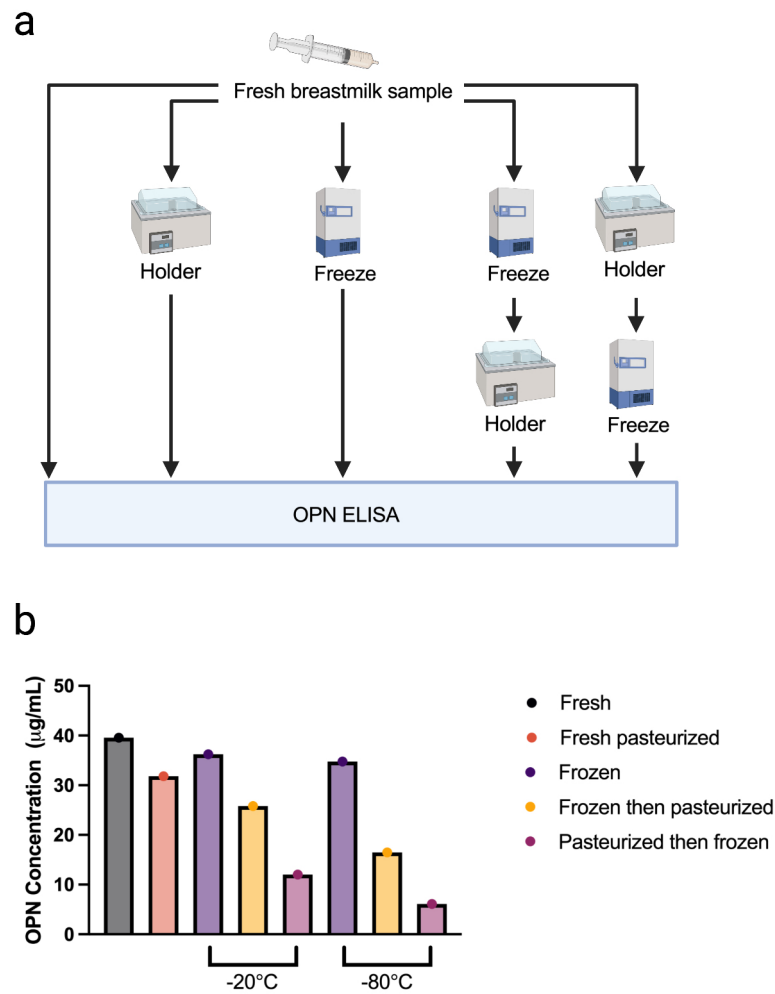 a
Fresh breastmilk sample
Holder
Freeze
Freeze
Holder
Holder
Freeze
OPN ELISA
b
OPN Concentration (μg/mL)
50
40
30
20
10
0
-20°C
-80°C
Fresh
Fresh pasteurized
Frozen
Frozen then pasteurized
Pasteurized then frozen